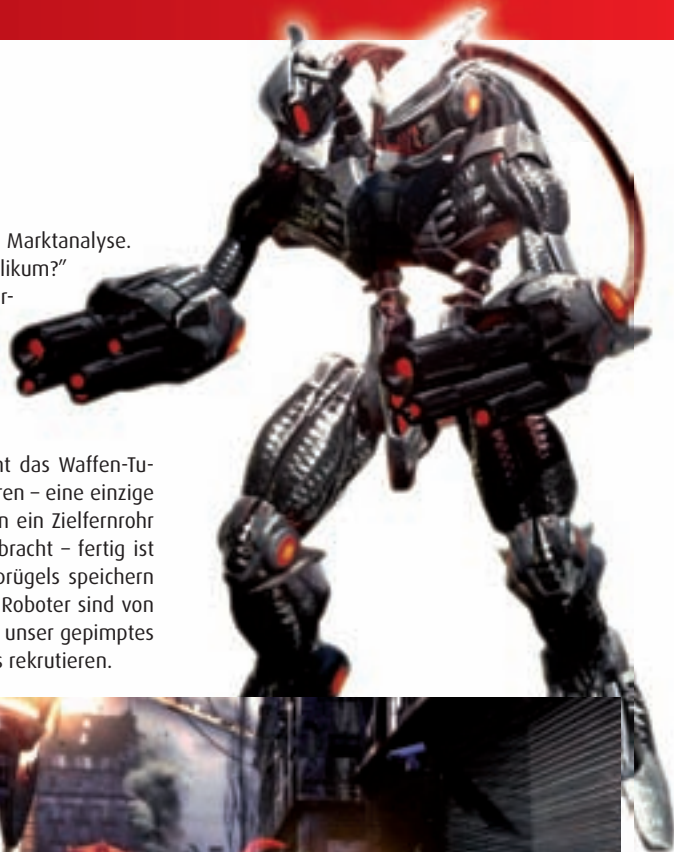 Marktanalyse.
likum?”
r-
nt das Waffen-Tu-
ren – eine einzige
n ein Zielfernrohr
bracht – fertig ist
prügels speichern
Roboter sind von
unser gepimptes
s rekrutieren.